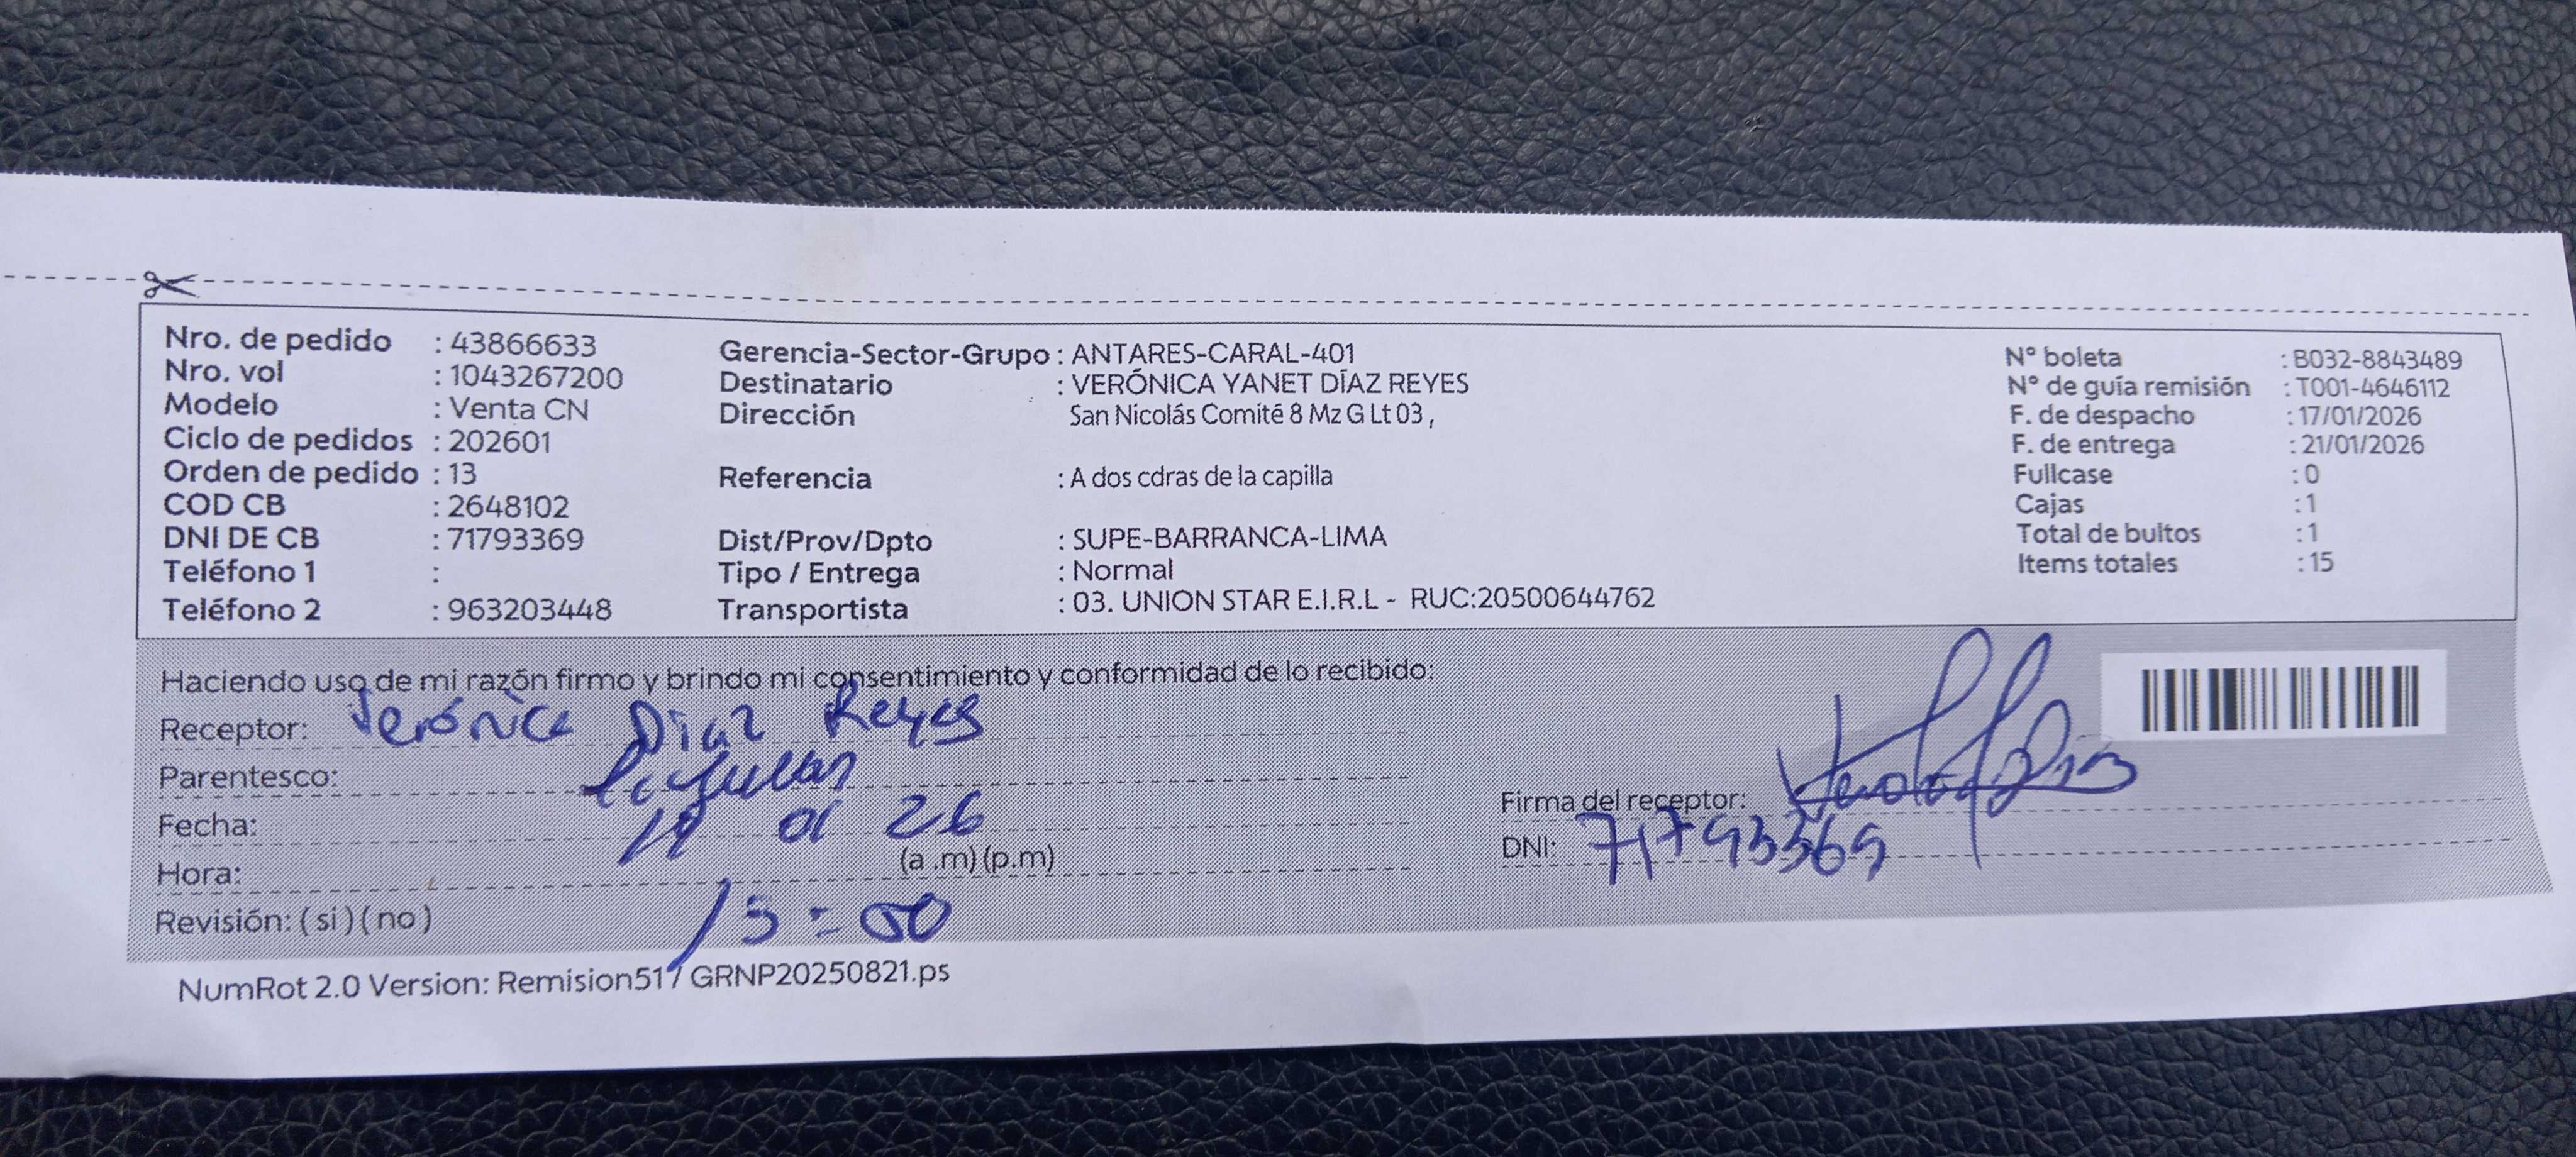 Nro. de pedido : 43866633
Nro. vol : 1043267200
Modelo : Venta CN
Ciclo de pedidos : 202601
Orden de pedido : 13
COD CB : 2648102
DNI DE CB : 71793369
Teléfono 1 :
Teléfono 2 : 963203448
Gerencia-Sector-Grupo : ANTARES-CARAL-401
Destinatario : VERÓNICA YANET DÍAZ REYES
Dirección San Nicolás Comité 8 Mz G Lt 03 ,
Referencia : A dos cdras de la capilla
Dist/Prov/Dpto : SUPE-BARRANCA-LIMA
Tipo / Entrega : Normal
Transportista : 03. UNION STAR E.I.R.L - RUC:20500644762
N° boleta : B032-8843489
N° de guía remisión : T001-4646112
F. de despacho : 17/01/2026
F. de entrega : 21/01/2026
Fullcase : 0
Cajas : 1
Total de bultos : 1
Items totales : 15
Haciendo uso de mi razón firmo y brindo mi consentimiento y conformidad de lo recibido:
Receptor: Verónica Diaz Reyes
Parentesco:
Fecha: 19 01 26
Hora: (a .m) (p.m)
13:00
Revisión: ( si ) ( no )
Firma del receptor:
DNI: 71793369
NumRot 2.0 Version: Remision517 GRNP20250821.ps